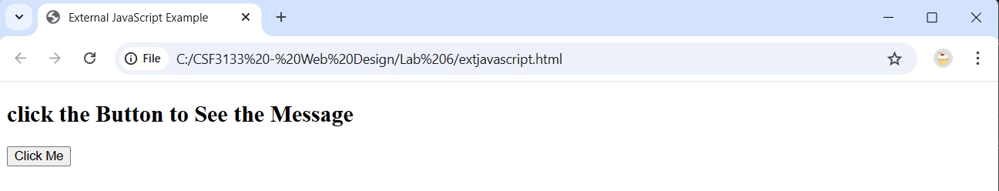 External JavaScript Example
File C:/CSF3133%20-%20Web%20Design/Lab%206/extjavascript.html
click the Button to See the Message
Click Me